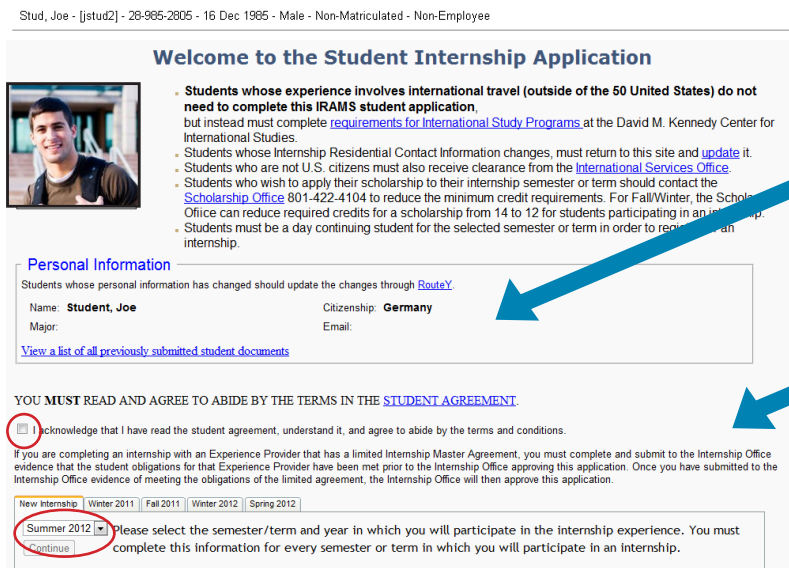 Stud, Joe - [jstud2] - 28-985-2805 - 16 Dec 1985 - Male - Non-Matriculated - Non-Employee
Welcome to the Student Internship Application
Students whose experience involves international travel (outside of the 50 United States) do not
need to complete this IRAMS student application,
but instead must complete requirements for International Study Programs at the David M. Kennedy Center for
International Studies.
Students whose Internship Residential Contact Information changes, must return to this site and update it.
Students who are not U.S. citizens must also receive clearance from the International Services Office.
Students who wish to apply their scholarship to their internship semester or term should contact the
Scholarship Office 801-422-4104 to reduce the minimum credit requirements. For Fall/Winter, the Schola
Ofiice can reduce required credits for a scholarship from 14 to 12 for students participating in an
Students must be a day continuing student for the selected semester or term in order to
internship.
Personal Information
Students whose personal information has changed should update the changes through RouteY.
Name: Student, Joe Citizenship: Germany
Major: Email:
View a list of all previously submitted student documents
YOU MUST READ AND AGREE TO ABIDE BY THE TERMS IN THE STUDENT AGREEMENT.
I acknowledge that I have read the student agreement, understand it, and agree to abide by the terms and conditions.
If you are completing an internship with an Experience Provider that has a limited Internship Master Agreement, you must complete and submit to the Internship Office
evidence that the student obligations for that Experience Provider have been met prior to the Internship Office approving this application. Once you have submitted to the
Internship Office evidence of meeting the obligations of the limited agreement, the Internship Office will then approve this application.
New Internship Winter 2011 Fall 2011 Winter 2012 Spring 2012
Summer 2012 Please select the semester/term and year in which you will participate in the internship experience. You must
Continue complete this information for every semester or term in which you will participate in an internship.